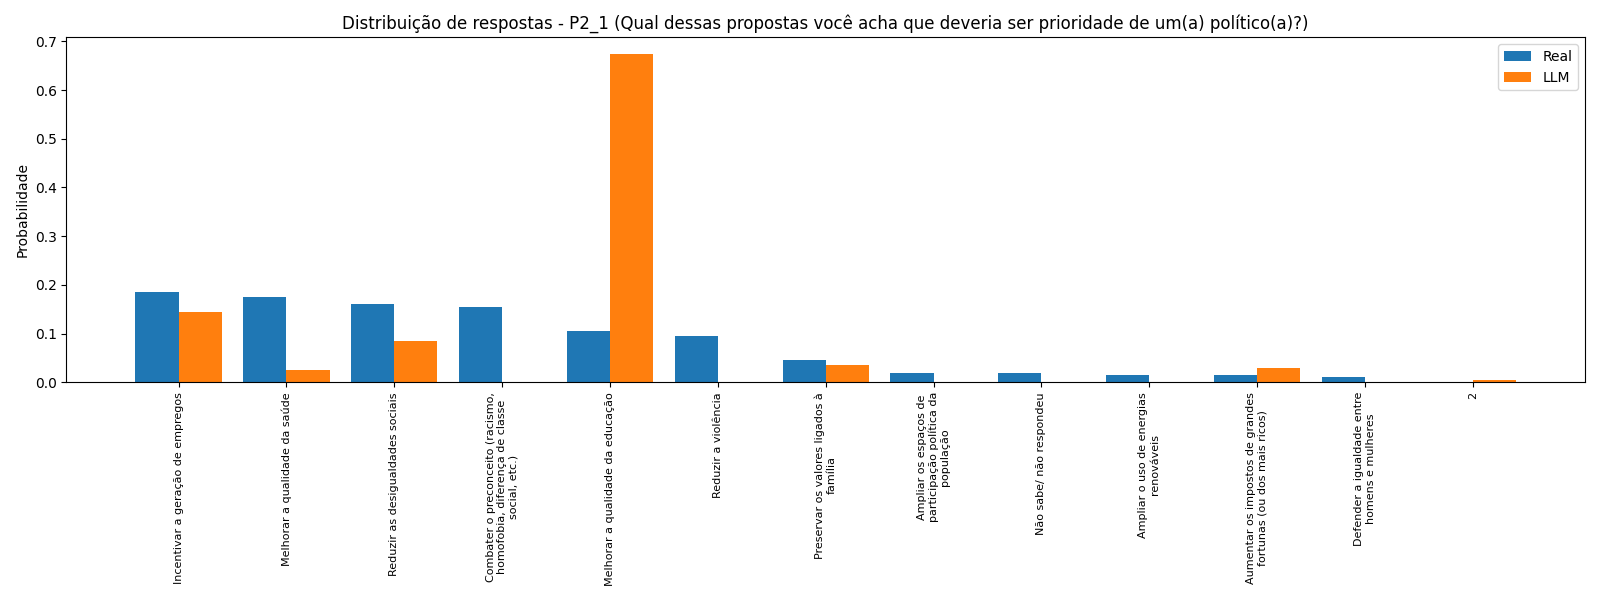 Distribuição de respostas - P2_1 (Qual dessas propostas você acha que deveria ser prioridade de um(a) político(a)?)
Real
LLM
Probabilidade
0.7
0.6
0.5
0.4
0.3
0.2
0.1
0.0
Incentivar a geração de empregos
Melhorar a qualidade da saúde
Reduzir as desigualdades sociais
Combater o preconceito (racismo,
homofobia, diferença de classe
social, etc.)
Melhorar a qualidade da educação
Reduzir a violência
Preservar os valores ligados à
família
Ampliar os espaços de
participação política da
população
Não sabe/ não respondeu
Ampliar o uso de energias
renováveis
Aumentar os impostos de grandes
fortunas (ou dos mais ricos)
Defender a igualdade entre
homens e mulheres
2